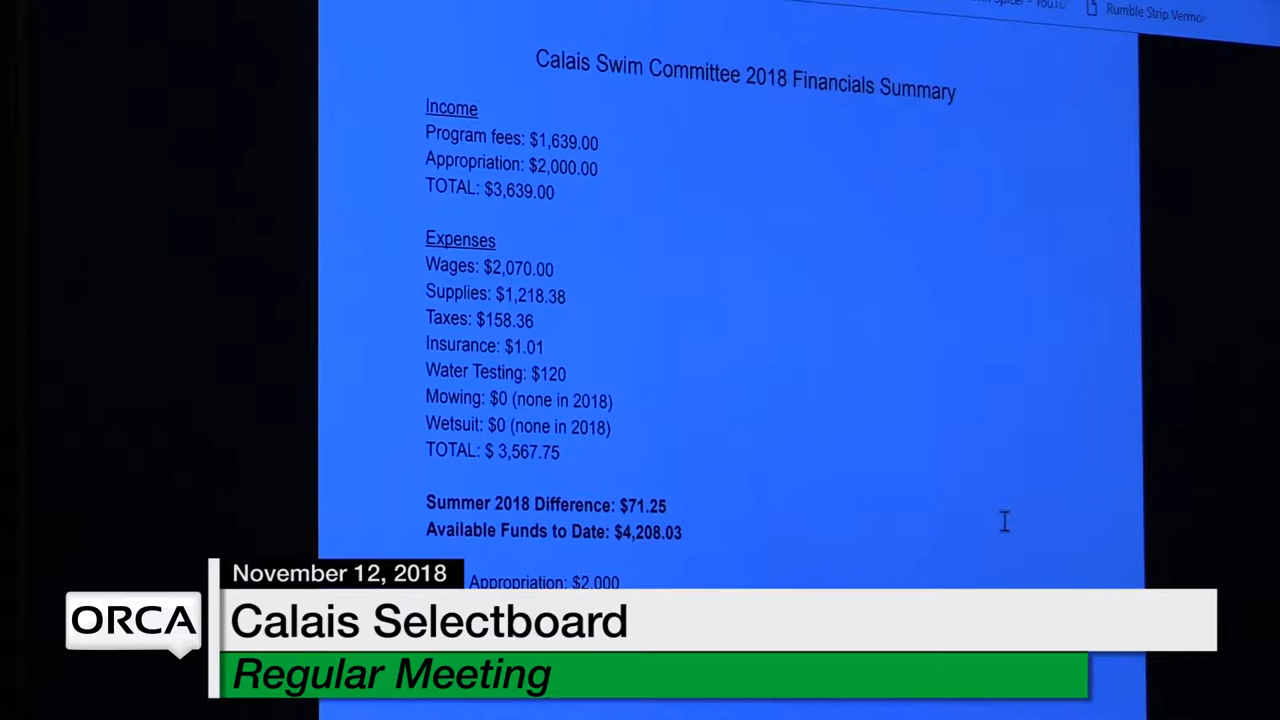 Rumble Strip Vermor
Calais Swim Committee 2018 Financials Summary
Income
Program fees: $1,639.00
Appropriation: $2,000.00
TOTAL: $3,639.00
Expenses
Wages: $2,070.00
Supplies: $1,218.38
Taxes: $158.36
Insurance: $1.01
Water Testing: $120
Mowing: $0 (none in 2018)
Wetsuit: $0 (none in 2018)
TOTAL: $ 3,567.75
Summer 2018 Difference: $71.25
Available Funds to Date: $4,208.03
Appropriation: $2,000
November 12, 2018
ORCA
Calais Selectboard
Regular Meeting